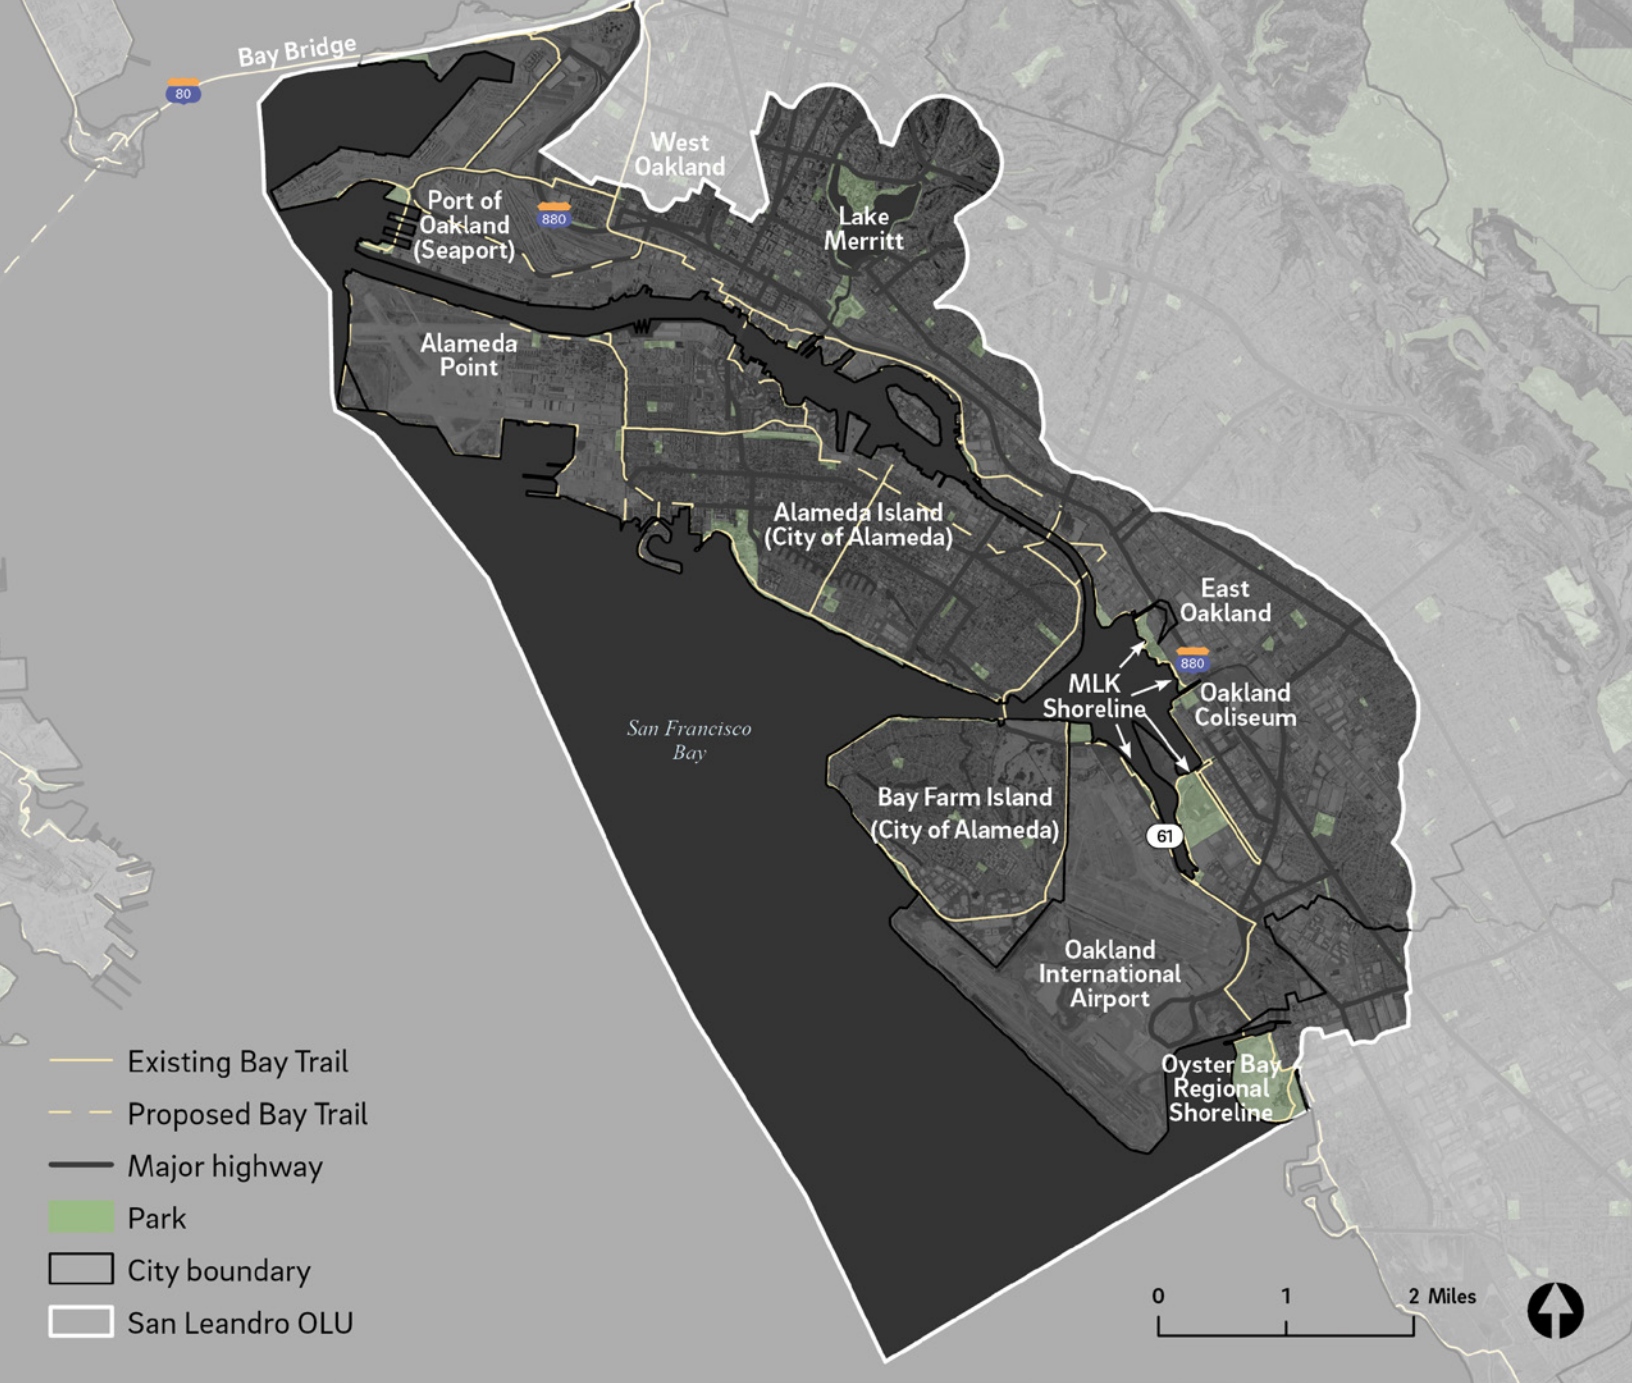 Bay Bridge
80
West
Oakland
Port of
Oakland
(Seaport)
880
Lake
Merritt
Alameda
Point
Alameda Island
(City of Alameda)
East
Oakland
880
MLK
Shoreline
Oakland
Coliseum
San Francisco
Bay
Bay Farm Island
(City of Alameda)
61
Oakland
International
Airport
Oyster Bay
Regional
Shoreline
Existing Bay Trail
Proposed Bay Trail
Major highway
Park
City boundary
San Leandro OLU
0 1 2 Miles